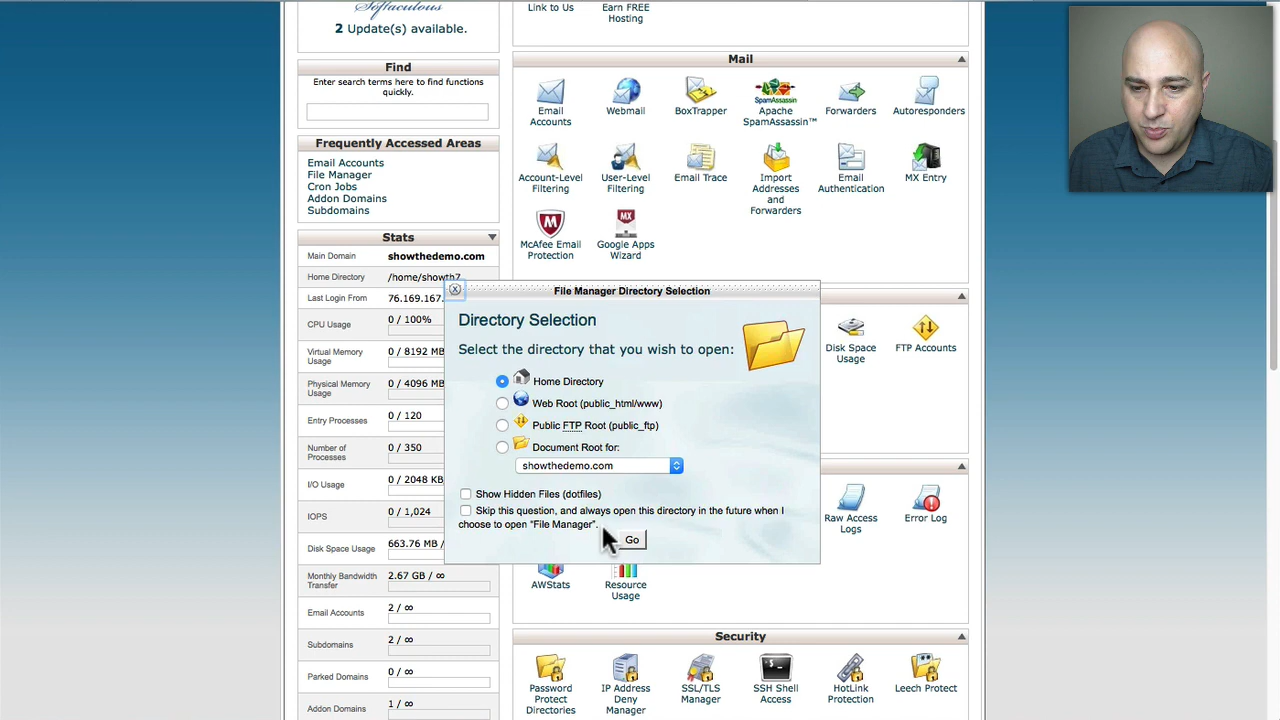 Softaculous
2 Update(s) available.
Find
Enter search terms here to find functions
quickly.
Frequently Accessed Areas
Email Accounts
File Manager
Cron Jobs
Addon Domains
Subdomains
Stats
Main Domain
showthedemo.com
Home Directory
/home/showth7
Last Login From
76.169.167.
CPU Usage
0 / 100%
Virtual Memory
Usage
0 / 8192 MB
Physical Memory
Usage
0 / 4096 MB
Entry Processes
0 / 120
Number of
Processes
0 / 350
I/O Usage
0 / 2048 KB
IOPS
0 / 1,024
Disk Space Usage
663.76 MB /
Monthly Bandwidth
Transfer
2.67 GB / ∞
Email Accounts
2 / ∞
Subdomains
2 / ∞
Parked Domains
0 / ∞
Addon Domains
1 / ∞
Link to Us
Earn FREE
Hosting
Mail
Email
Accounts
Webmail
BoxTrapper
SPAMASSASSIN
Apache
SpamAssassin™
Forwarders
Autoresponders
Account-Level
Filtering
User-Level
Filtering
Email Trace
Import
Addresses
and
Forwarders
Email
Authentication
MX Entry
McAfee Email
Protection
MX
Google Apps
Wizard
File Manager Directory Selection
Directory Selection
Select the directory that you wish to open:
Home Directory
Web Root (public_html/www)
Public FTP Root (public_ftp)
Document Root for:
showthedemo.com
Show Hidden Files (dotfiles)
Skip this question, and always open this directory in the future when I
choose to open "File Manager".
Go
Disk Space
Usage
FTP Accounts
Raw Access
Logs
Error Log
AWStats
Resource
Usage
Security
Password
Protect
Directories
IP Address
Deny
Manager
SSL/TLS
Manager
SSH Shell
Access
HotLink
Protection
Leech Protect